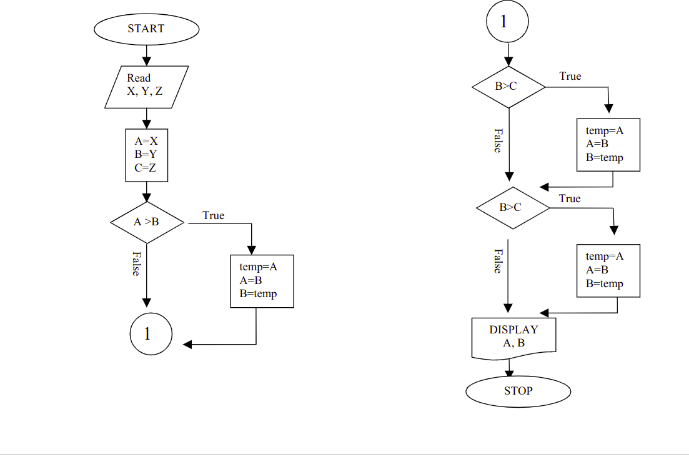 START
Read
X, Y, Z
A=X
B=Y
C=Z
A >B
True
False
temp=A
A=B
B=temp
1
1
B>C
True
False
temp=A
A=B
B=temp
B>C
True
False
temp=A
A=B
B=temp
DISPLAY
A, B
STOP